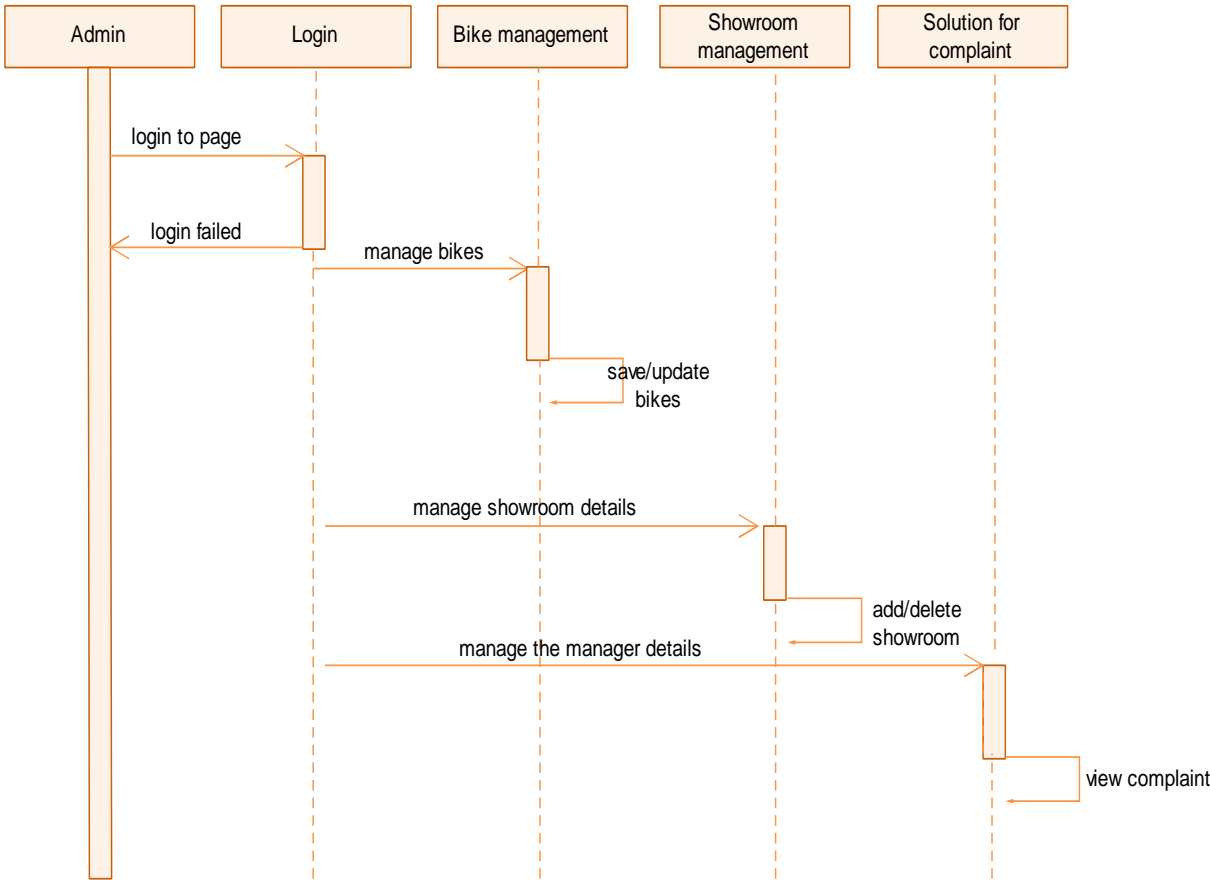 Admin
Login
Bike management
Showroom
management
Solution for
complaint
login to page
login failed
manage bikes
save/update
bikes
manage showroom details
add/delete
showroom
manage the manager details
view complaint